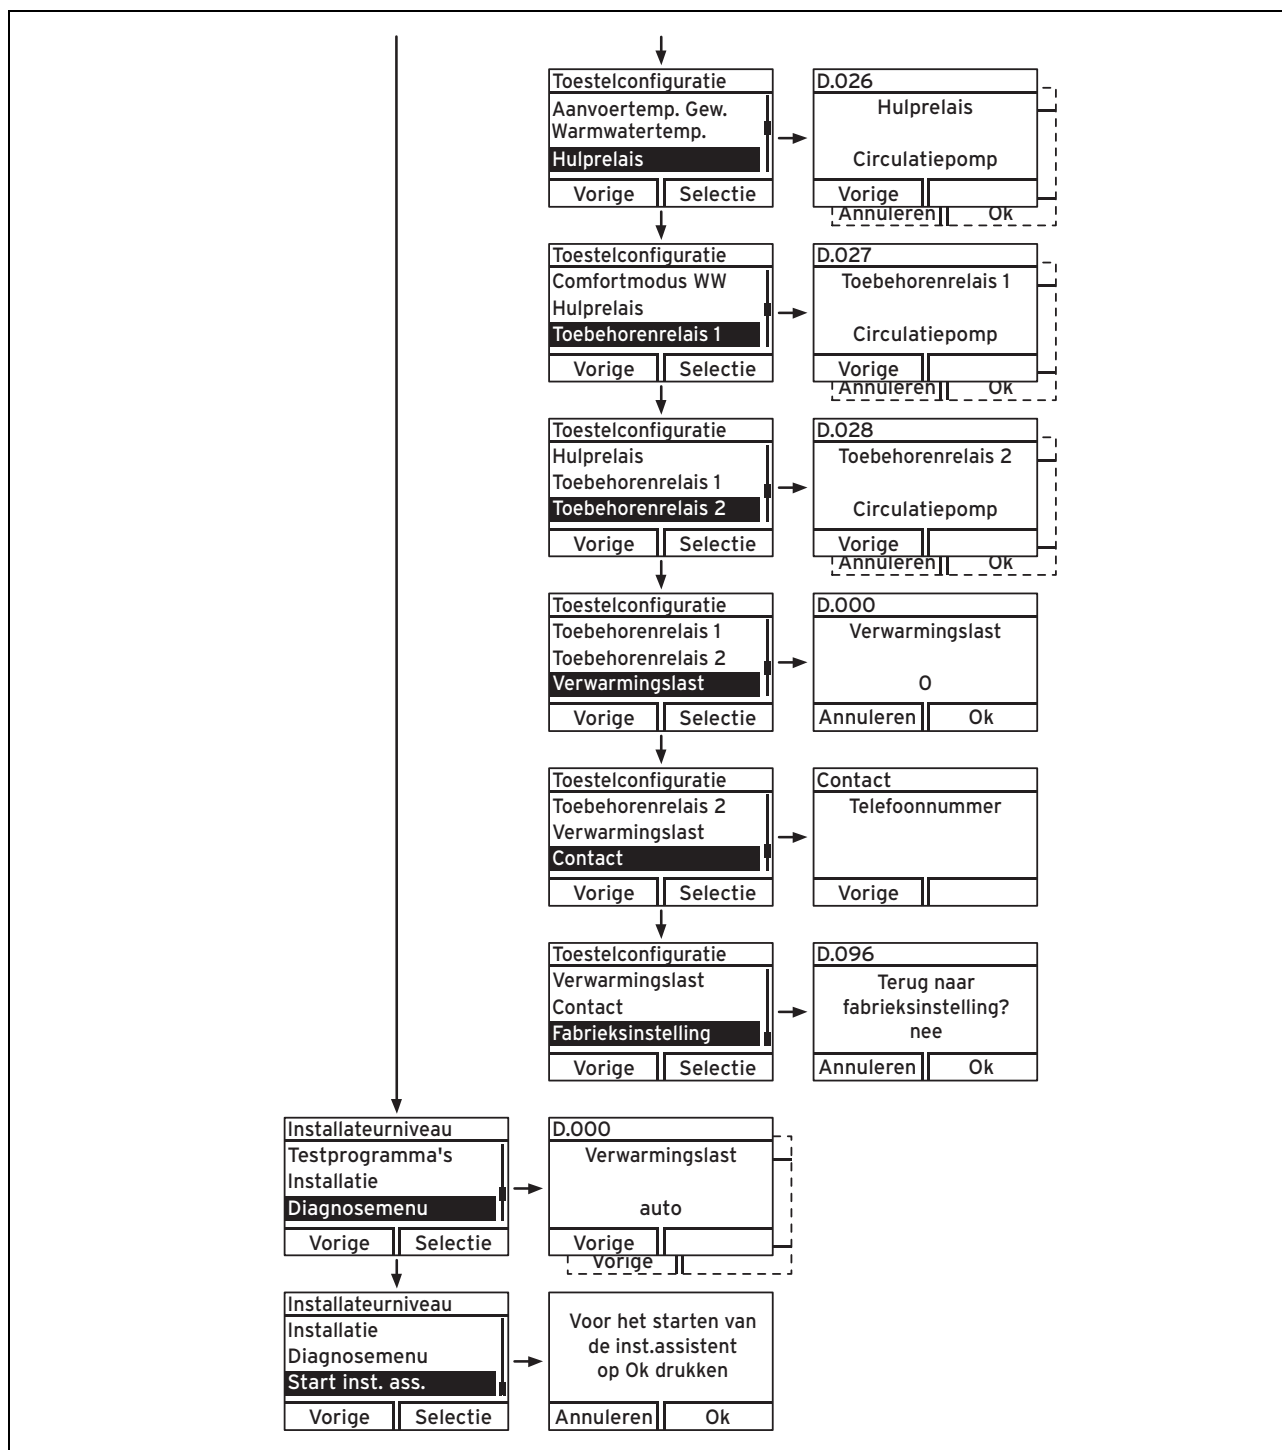 Toestelconfiguratie
Aanvoertemp. Gew.
Warmwatertemp.
Hulprelais
Vorige Selectie
D.026
Hulprelais
Circulatiepomp
Vorige
Annuleren Ok
Toestelconfiguratie
Comfortmodus WW
Hulprelais
Toebehorenrelais 1
Vorige Selectie
D.027
Toebehorenrelais 1
Circulatiepomp
Vorige
Annuleren Ok
Toestelconfiguratie
Hulprelais
Toebehorenrelais 1
Toebehorenrelais 2
Vorige Selectie
D.028
Toebehorenrelais 2
Circulatiepomp
Vorige
Annuleren Ok
Toestelconfiguratie
Toebehorenrelais 1
Toebehorenrelais 2
Verwarmingslast
Vorige Selectie
D.000
Verwarmingslast
0
Annuleren Ok
Toestelconfiguratie
Toebehorenrelais 2
Verwarmingslast
Contact
Vorige Selectie
Contact
Telefoonnummer
Vorige
Toestelconfiguratie
Verwarmingslast
Contact
Fabrieksinstelling
Vorige Selectie
D.096
Terug naar
fabrieksinstelling?
nee
Annuleren Ok
Installateurniveau
Testprogramma's
Installatie
Diagnosemenu
Vorige Selectie
D.000
Verwarmingslast
auto
Vorige
Vorige
Installateurniveau
Installatie
Diagnosemenu
Start inst. ass.
Vorige Selectie
Voor het starten van
de inst.assistent
op Ok drukken
Annuleren Ok